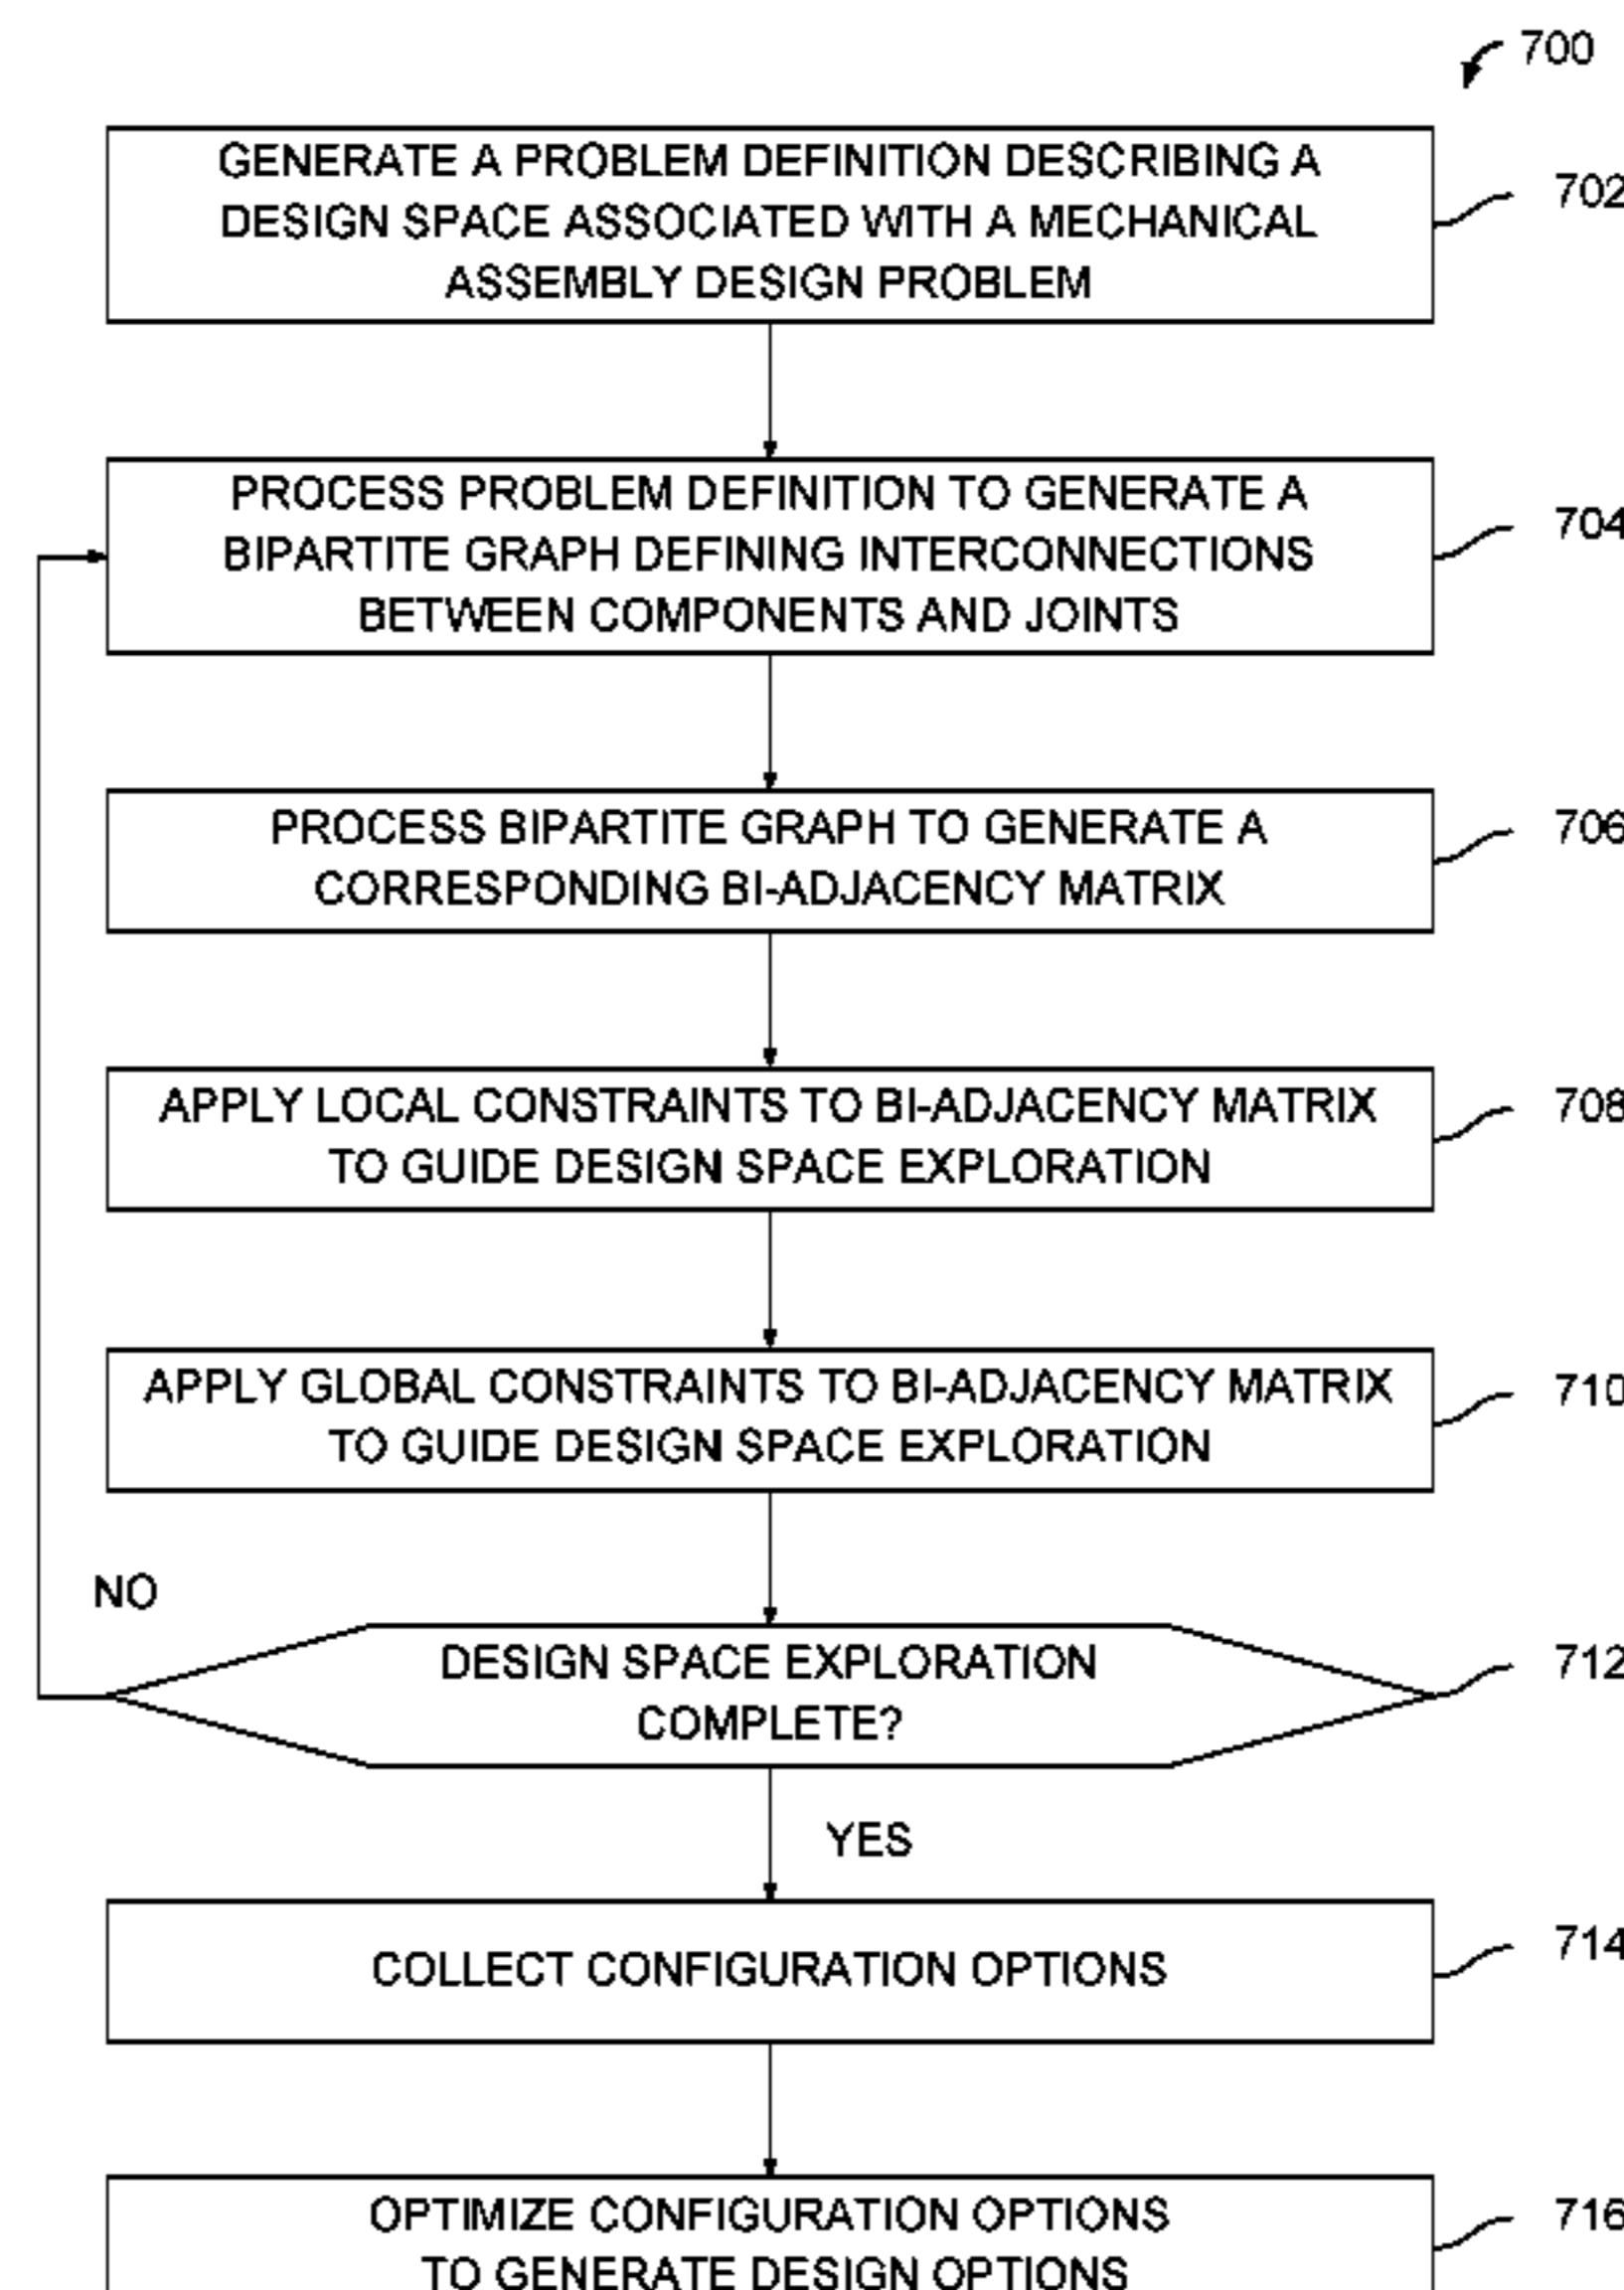 700
GENERATE A PROBLEM DEFINITION DESCRIBING A
DESIGN SPACE ASSOCIATED WITH A MECHANICAL
ASSEMBLY DESIGN PROBLEM
702
PROCESS PROBLEM DEFINITION TO GENERATE A
BIPARTITE GRAPH DEFINING INTERCONNECTIONS
BETWEEN COMPONENTS AND JOINTS
704
PROCESS BIPARTITE GRAPH TO GENERATE A
CORRESPONDING BI-ADJACENCY MATRIX
706
APPLY LOCAL CONSTRAINTS TO BI-ADJACENCY MATRIX
TO GUIDE DESIGN SPACE EXPLORATION
708
APPLY GLOBAL CONSTRAINTS TO BI-ADJACENCY MATRIX
TO GUIDE DESIGN SPACE EXPLORATION
710
NO
DESIGN SPACE EXPLORATION
COMPLETE?
712
YES
COLLECT CONFIGURATION OPTIONS
714
OPTIMIZE CONFIGURATION OPTIONS
TO GENERATE DESIGN OPTIONS
716